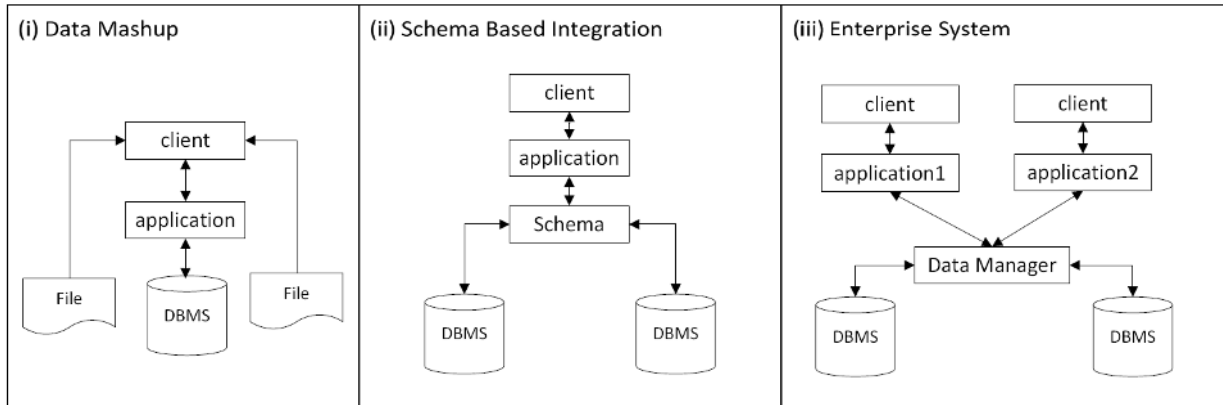 (i) Data Mashup
client
application
File
DBMS
File
(ii) Schema Based Integration
client
application
Schema
DBMS
DBMS
(iii) Enterprise System
client
client
application1
application2
Data Manager
DBMS
DBMS